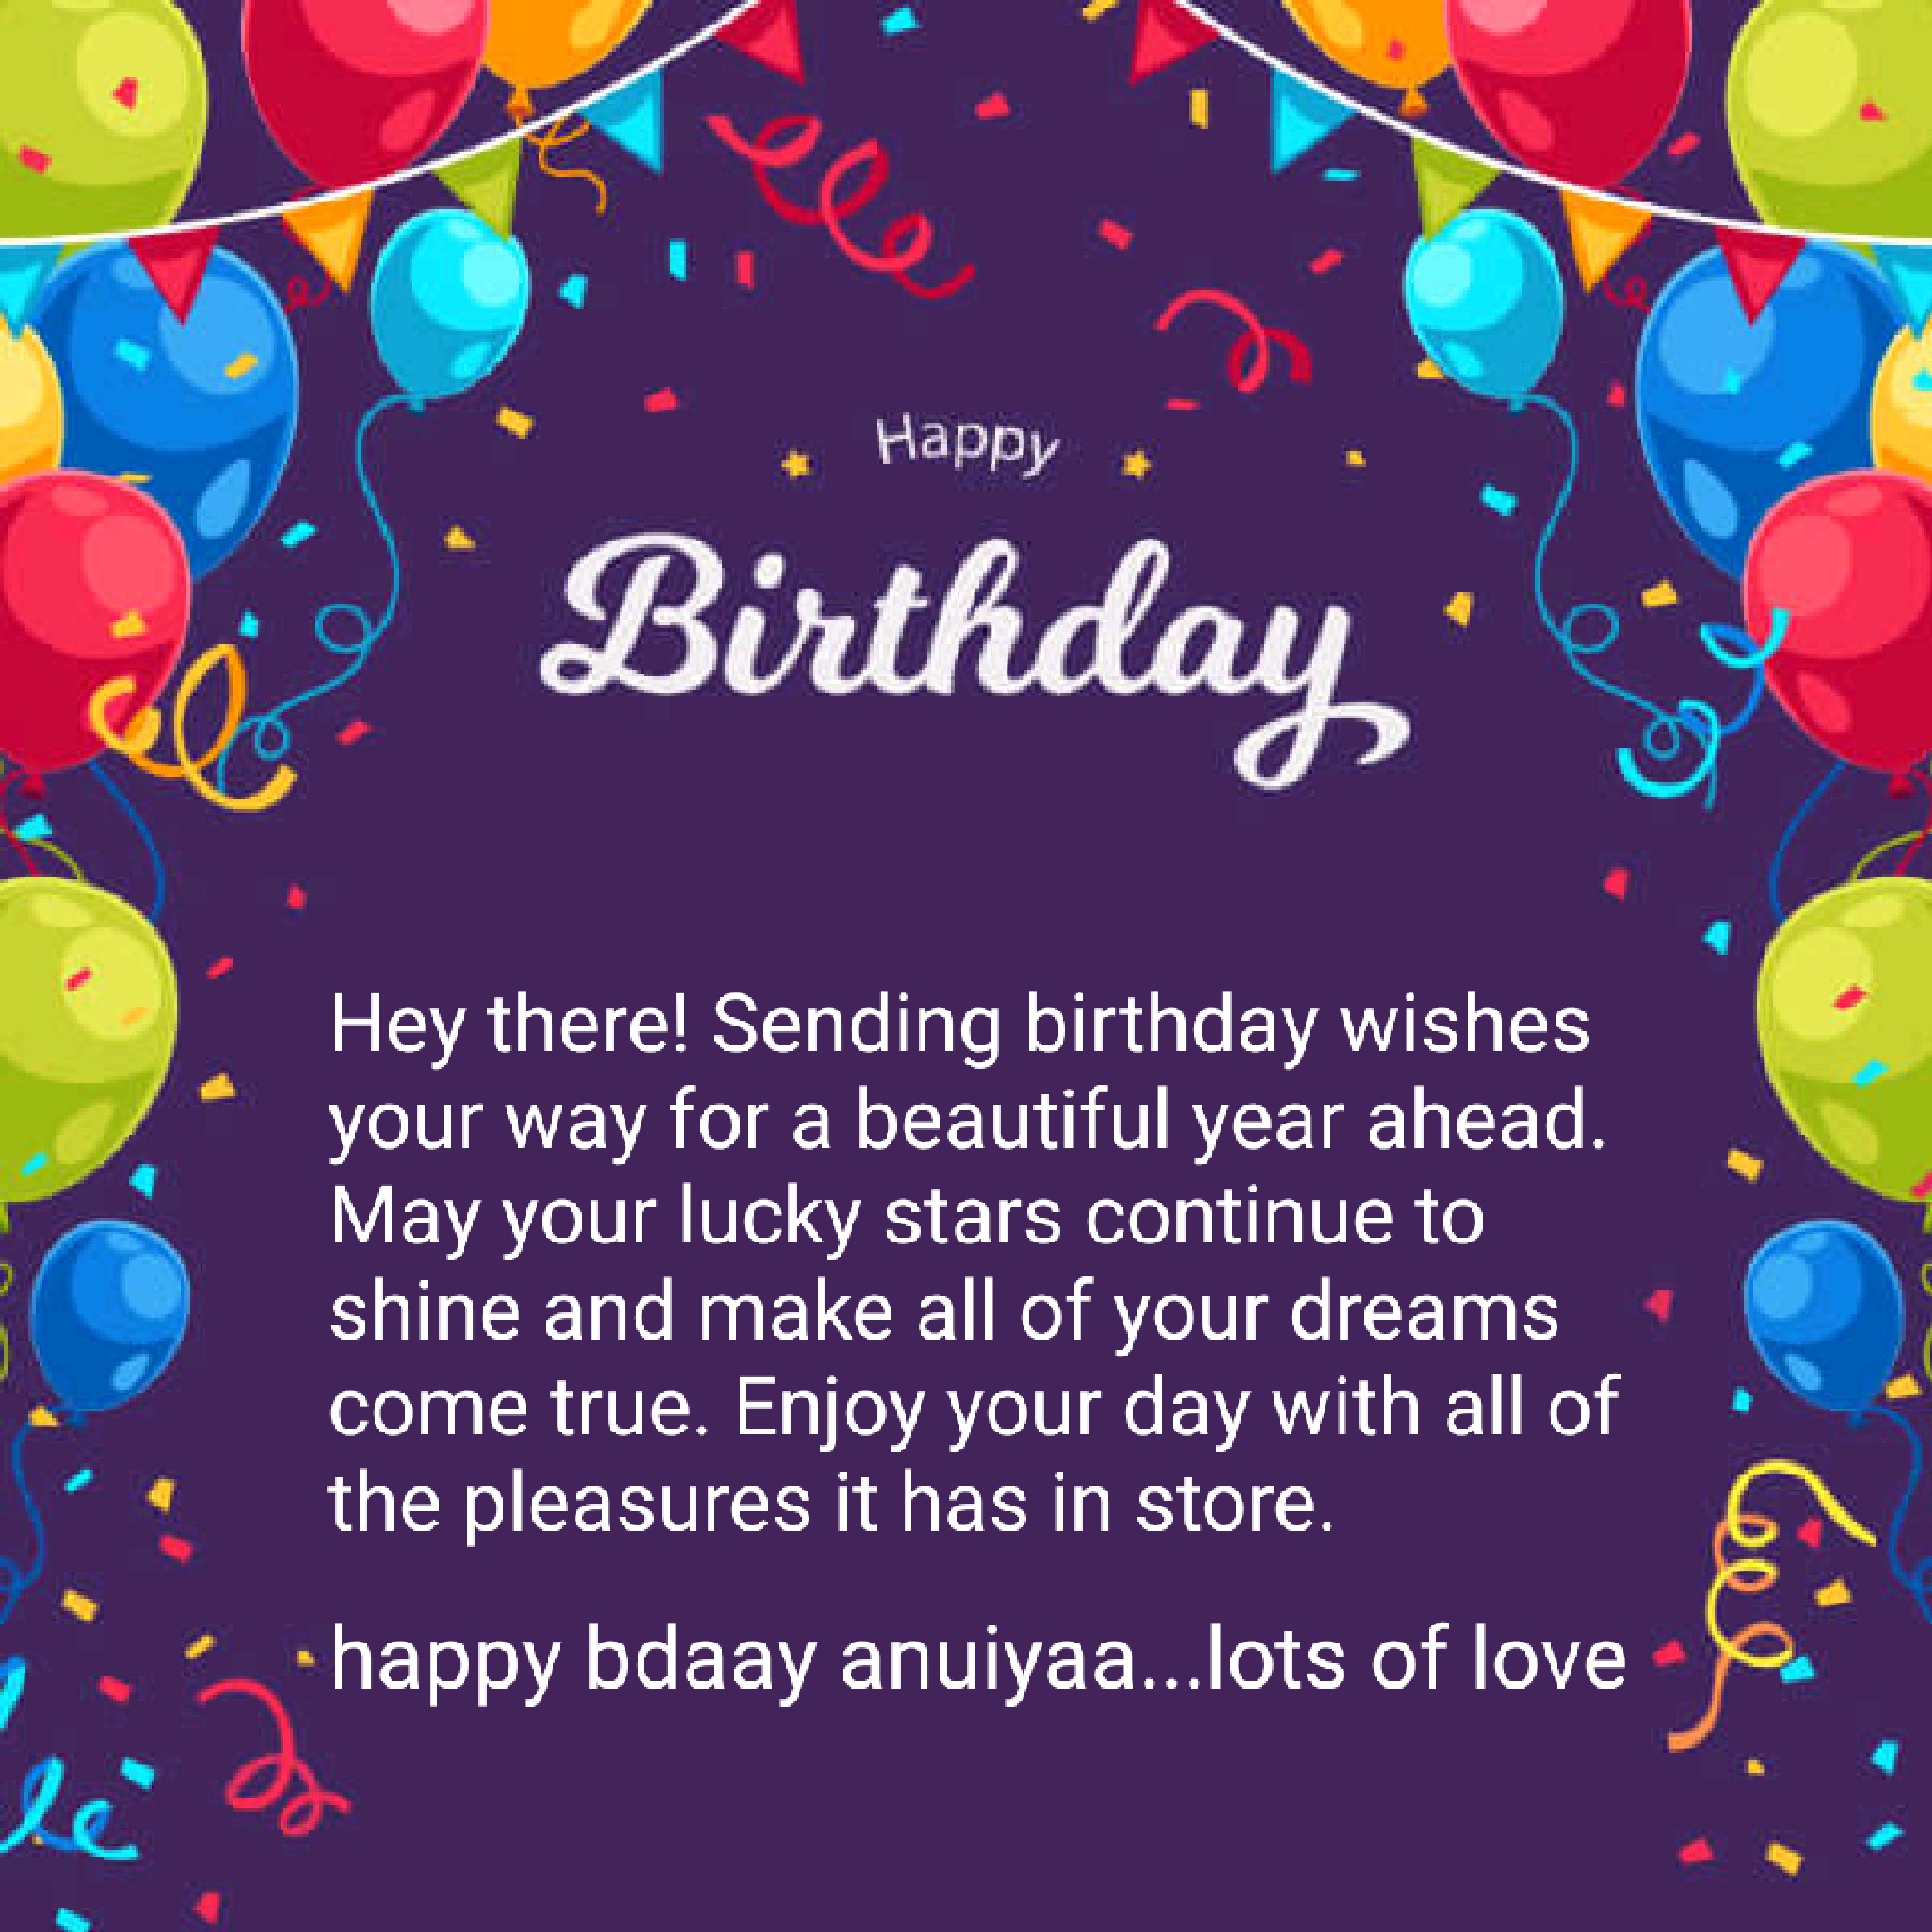 Happy
Birthday
Hey there! Sending birthday wishes
your way for a beautiful year ahead.
May your lucky stars continue to
shine and make all of your dreams
come true. Enjoy your day with all of
the pleasures it has in store.
happy bdaay anuiyaa...lots of love